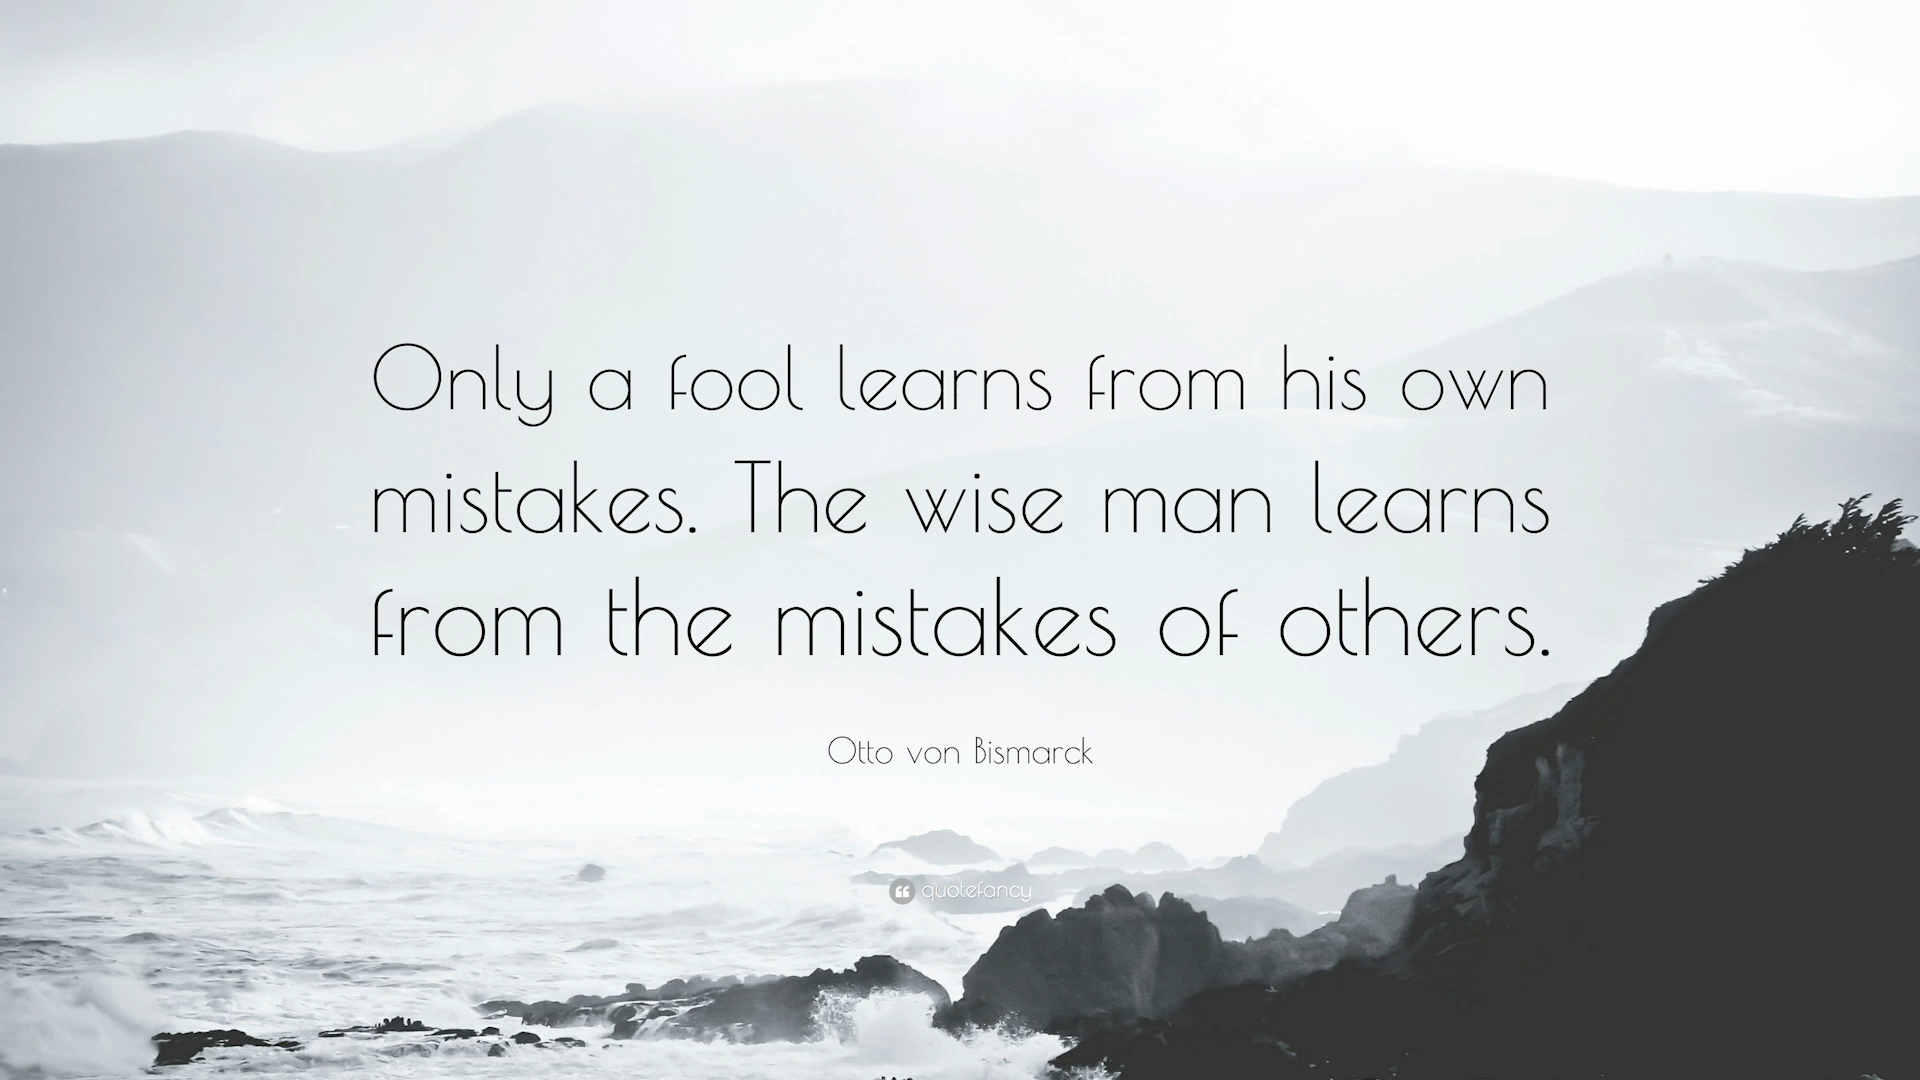 Only a fool learns from his own
mistakes. The wise man learns
from the mistakes of others.
Otto von Bismarck
quotefancy